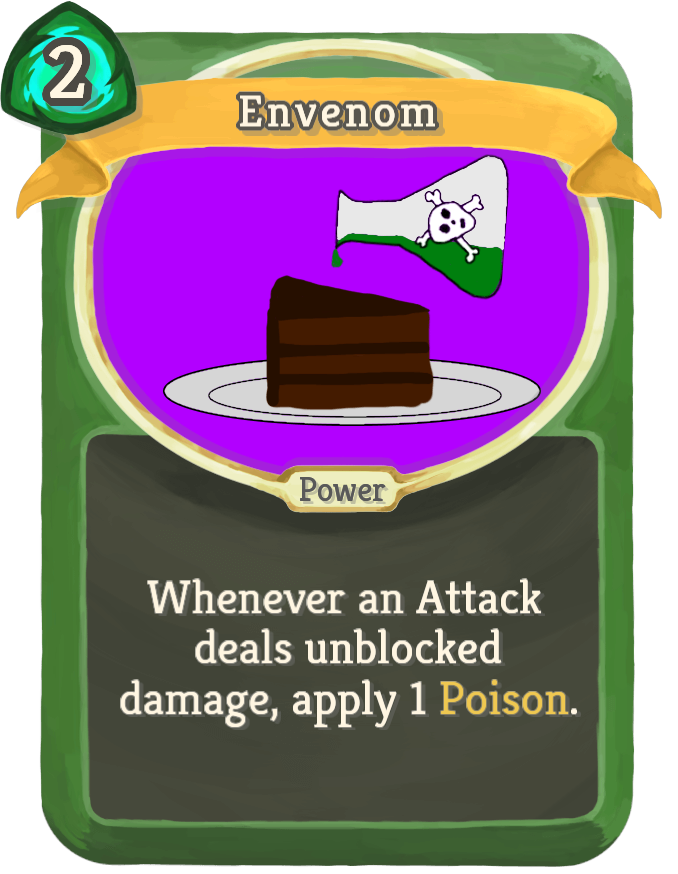 2
Envenom
Power
Whenever an Attack
deals unblocked
damage, apply 1 Poison.